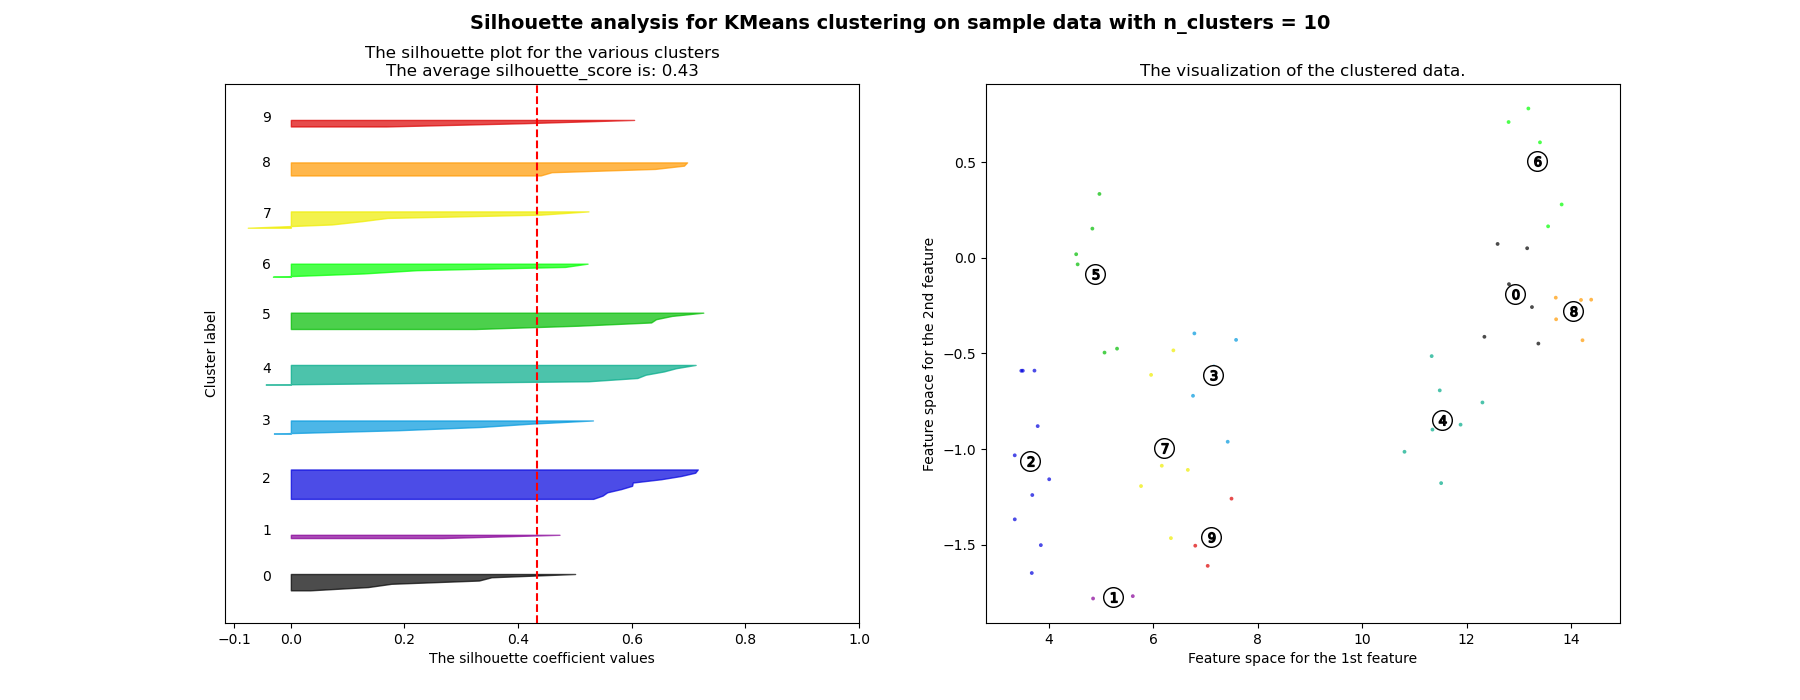 Silhouette analysis for KMeans clustering on sample data with n_clusters = 10
The silhouette plot for the various clusters
The average silhouette_score is: 0.43
9
8
7
6
5
4
3
2
1
0
Cluster label
−0.1 0.0 0.2 0.4 0.6 0.8 1.0
The silhouette coefficient values
The visualization of the clustered data.
0.5
0.0
−0.5
−1.0
−1.5
Feature space for the 2nd feature
6
5
0
8
3
4
7
2
9
1
4 6 8 10 12 14
Feature space for the 1st feature